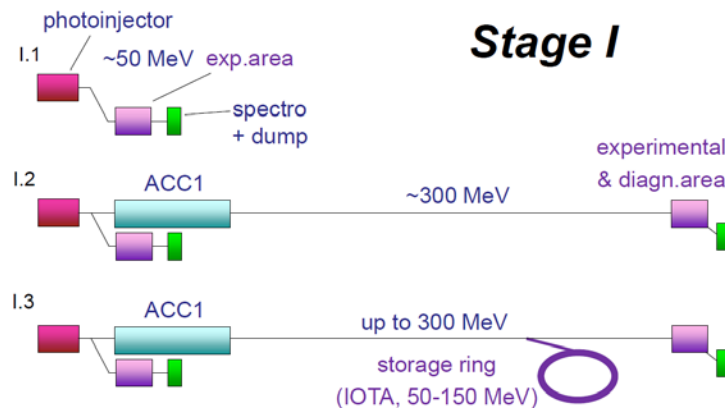 photoinjector
Stage I
I.1
~50 MeV
exp.area
spectro
+ dump
experimental
& diagn.area
I.2
ACC1
~300 MeV
I.3
ACC1
up to 300 MeV
storage ring
(IOTA, 50-150 MeV)